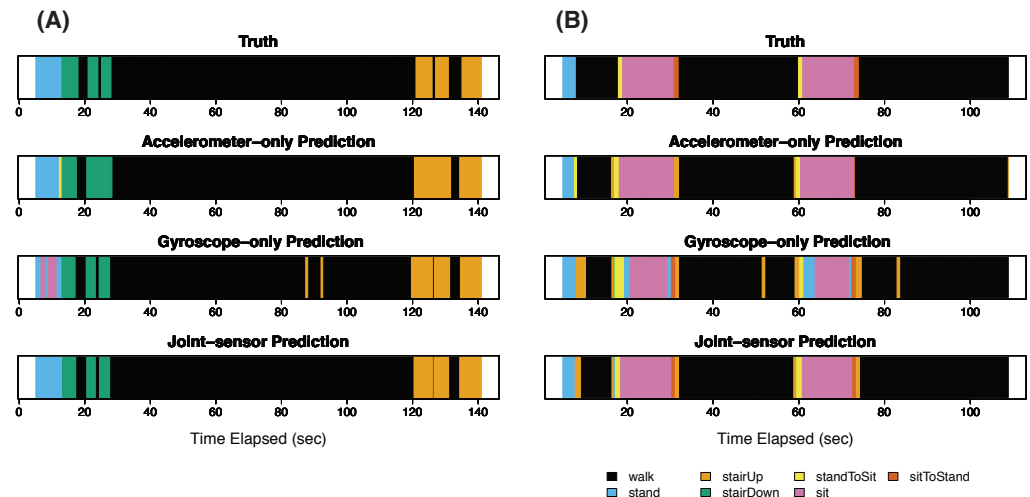 (A)
Truth
0 20 40 60 80 100 120 140
Accelerometer−only Prediction
0 20 40 60 80 100 120 140
Gyroscope−only Prediction
0 20 40 60 80 100 120 140
Joint−sensor Prediction
0 20 40 60 80 100 120 140
Time Elapsed (sec)
(B)
Truth
20 40 60 80 100
Accelerometer−only Prediction
20 40 60 80 100
Gyroscope−only Prediction
20 40 60 80 100
Joint−sensor Prediction
20 40 60 80 100
Time Elapsed (sec)
walk stairUp standToSit sitToStand
stand stairDown sit